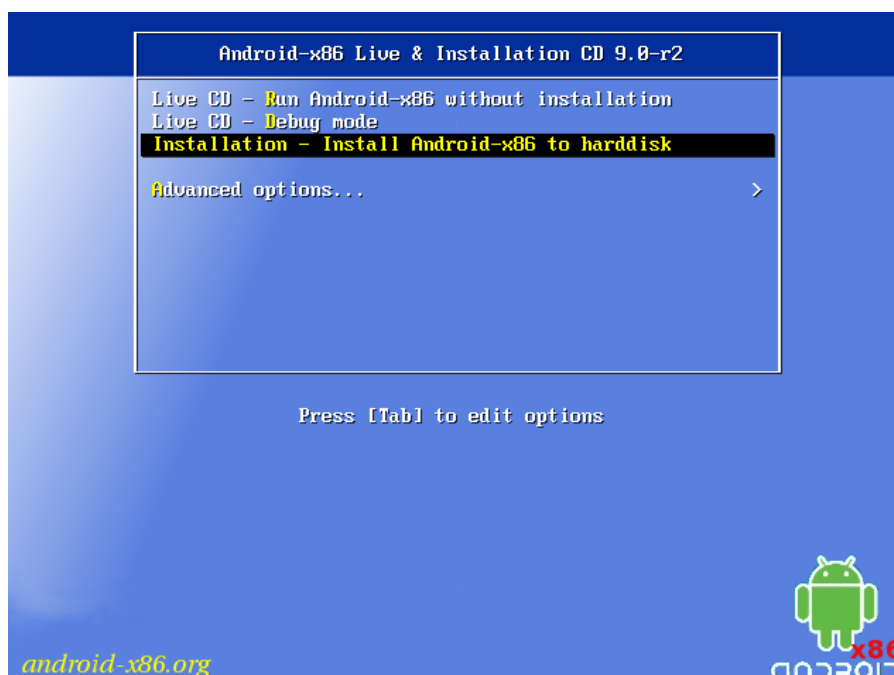 Android-x86 Live & Installation CD 9.0-r2
Live CD - Run Android-x86 without installation
Live CD - Debug mode
Installation - Install Android-x86 to harddisk
Advanced options... >
Press [Tab] to edit options
android-x86.org
x86